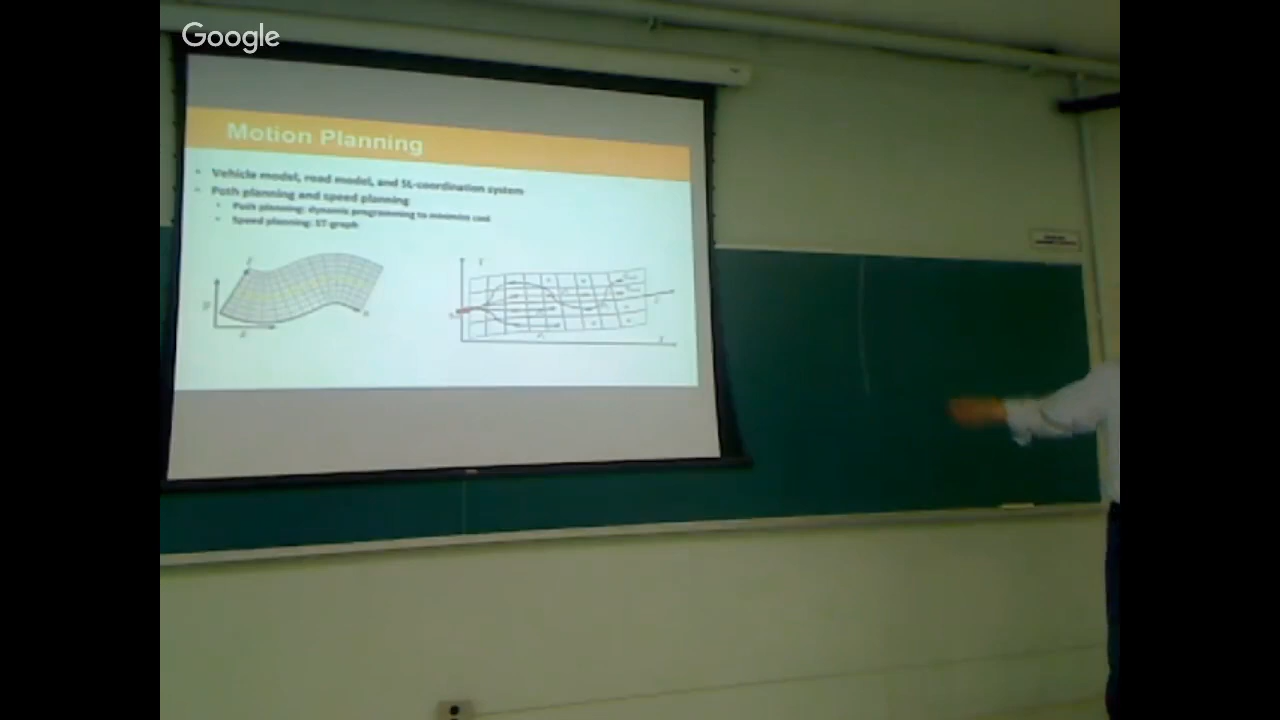 Google
Motion Planning
Vehicle model, road model, and SL-coordination system
Path planning and speed planning
Path planning: dynamic programming to minimize cost
Speed planning: ST graph